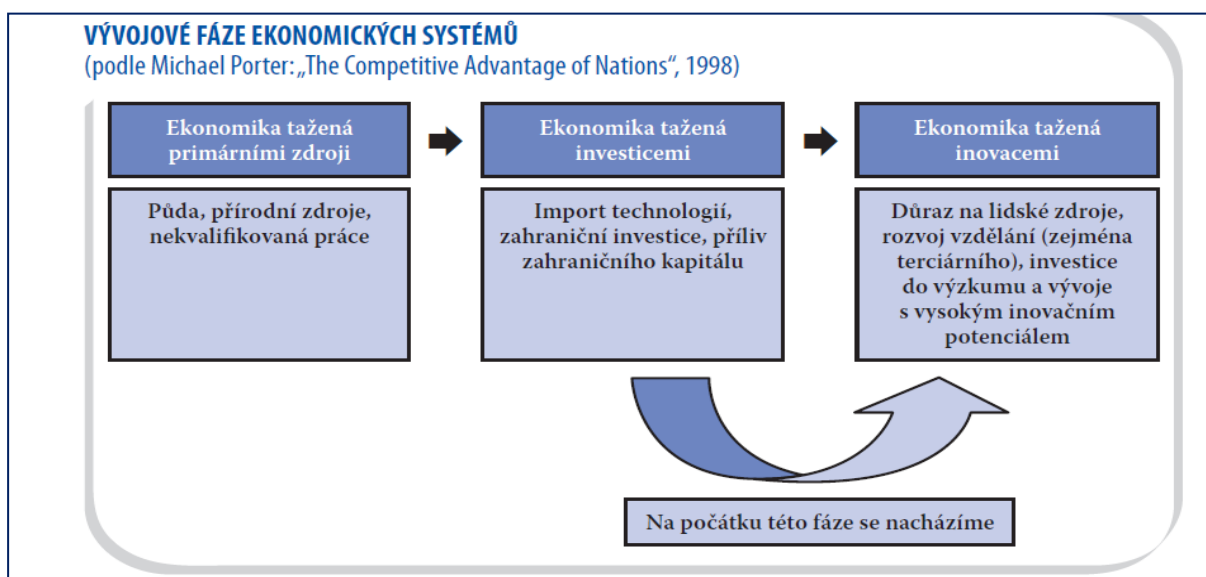 VÝVOJOVÉ FÁZE EKONOMICKÝCH SYSTÉMŮ
(podle Michael Porter: „The Competitive Advantage of Nations“, 1998)
Ekonomika tažená
primárními zdroji
Půda, přírodní zdroje,
nekvalifikovaná práce
Ekonomika tažená
investicemi
Import technologií,
zahraniční investice, příliv
zahraničního kapitálu
Ekonomika tažená
inovacemi
Důraz na lidské zdroje,
rozvoj vzdělání (zejména
terciárního), investice
do výzkumu a vývoje
s vysokým inovačním
potenciálem
Na počátku této fáze se nacházíme